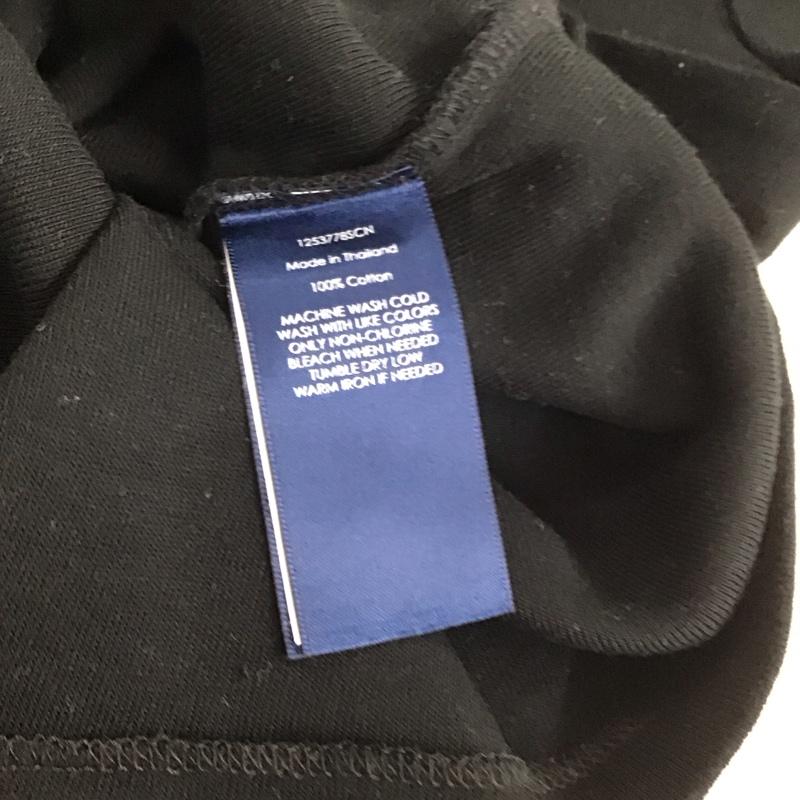 125377BSCN
Made in Thailand
100% Cotton
MACHINE WASH COLD
WASH WITH LIKE COLORS
ONLY NON-CHLORINE
BLEACH WHEN NEEDED
TUMBLE DRY LOW
WARM IRON IF NEEDED